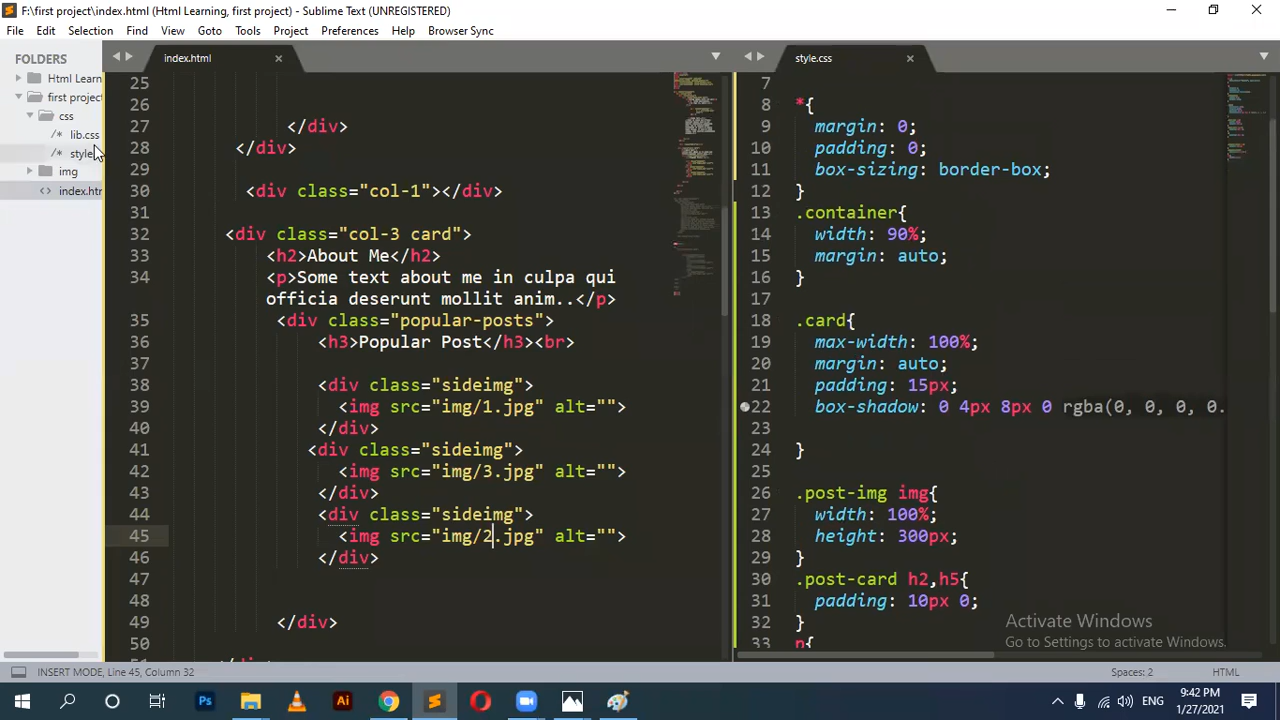 F:\first project\index.html (Html Learning, first project) - Sublime Text (UNREGISTERED)
File Edit Selection Find View Goto Tools Project Preferences Help Browser Sync
FOLDERS
Html Learn
first project
css
/* lib.css
/* style
img
<> index.htm
index.html
25
26
27 </div>
28 </div>
29
30 <div class="col-1"></div>
31
32 <div class="col-3 card">
33 <h2>About Me</h2>
34 <p>Some text about me in culpa qui
officia deserunt mollit anim..</p>
35 <div class="popular-posts">
36 <h3>Popular Post</h3><br>
37
38 <div class="sideimg">
39 <img src="img/1.jpg" alt="">
40 </div>
41 <div class="sideimg">
42 <img src="img/3.jpg" alt="">
43 </div>
44 <div class="sideimg">
45 <img src="img/2.jpg" alt="">
46 </div>
47
48
49 </div>
50
style.css
7
8 *{
9 margin: 0;
10 padding: 0;
11 box-sizing: border-box;
12 }
13 .container{
14 width: 90%;
15 margin: auto;
16 }
17
18 .card{
19 max-width: 100%;
20 margin: auto;
21 padding: 15px;
22 box-shadow: 0 4px 8px 0 rgba(0, 0, 0, 0.
23
24 }
25
26 .post-img img{
27 width: 100%;
28 height: 300px;
29 }
30 .post-card h2,h5{
31 padding: 10px 0;
32 }
33
Activate Windows
Go to Settings to activate Windows.
INSERT MODE, Line 45, Column 32
Spaces: 2
HTML
Ps
Ai
ENG
9:42 PM
1/27/2021